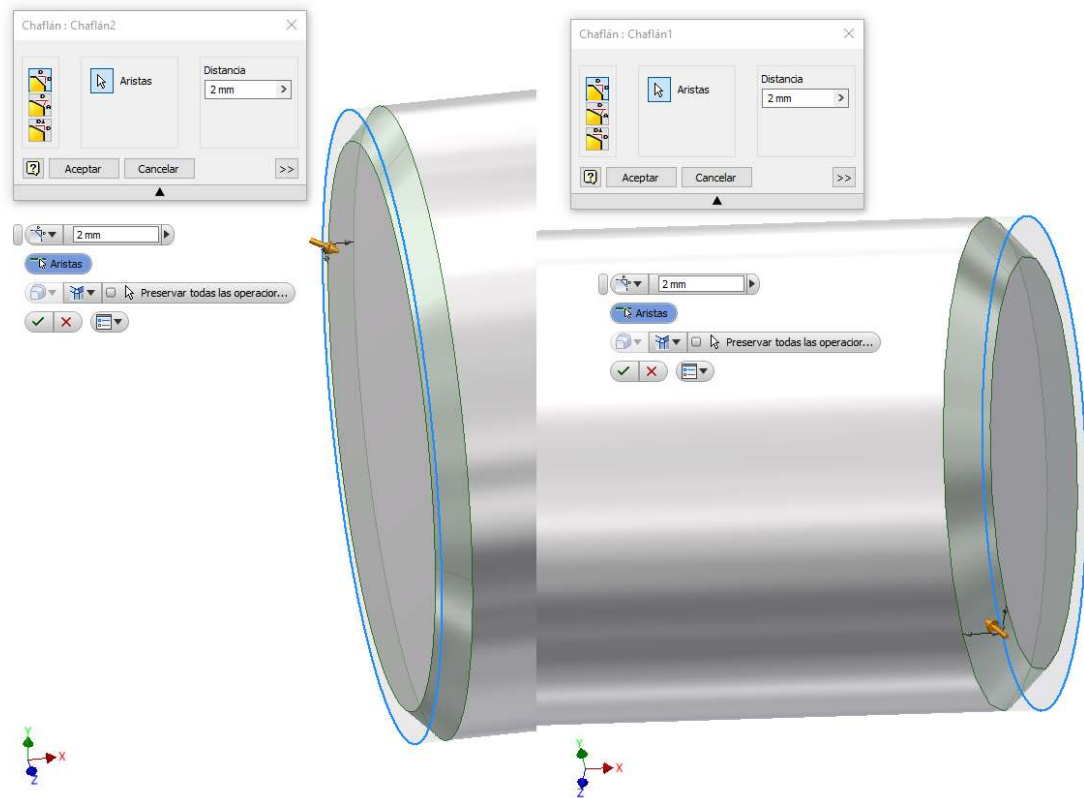 Chaflán : Chaflán2
Aristas
Distancia
2 mm
Aceptar
Cancelar
>>
2 mm
Aristas
Preservar todas las operacior...
Y
X
Z
Chaflán : Chaflán1
Aristas
Distancia
2 mm
Aceptar
Cancelar
>>
2 mm
Aristas
Preservar todas las operacior...
Y
X
Z